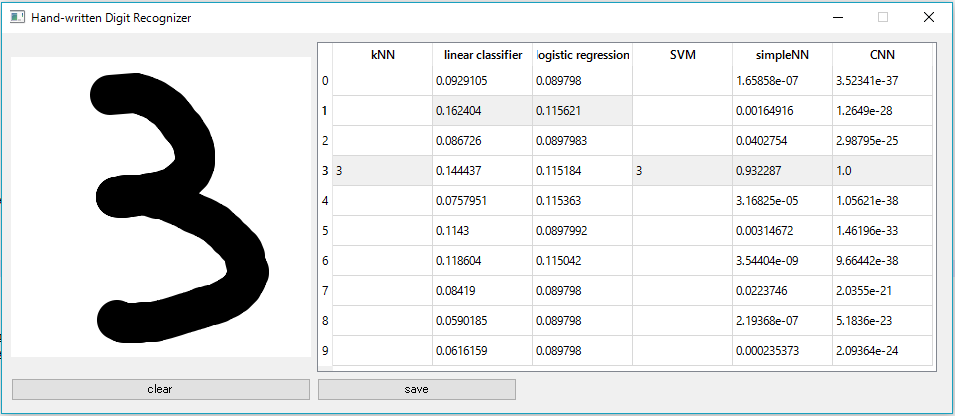 Hand-written Digit Recognizer
3
kNN linear classifier logistic regression SVM simpleNN CNN
0 0.0929105 0.089798 1.65858e-07 3.52341e-37
1 0.162404 0.115621 0.00164916 1.2649e-28
2 0.086726 0.0897983 0.0402754 2.98795e-25
3 3 0.144437 0.115184 3 0.932287 1.0
4 0.0757951 0.115363 3.16825e-05 1.05621e-38
5 0.1143 0.0897992 0.00314672 1.46196e-33
6 0.118604 0.115042 3.54404e-09 9.66442e-38
7 0.08419 0.089798 0.0223746 2.0355e-21
8 0.0590185 0.089798 2.19368e-07 5.1836e-23
9 0.0616159 0.089798 0.000235373 2.09364e-24
clear save